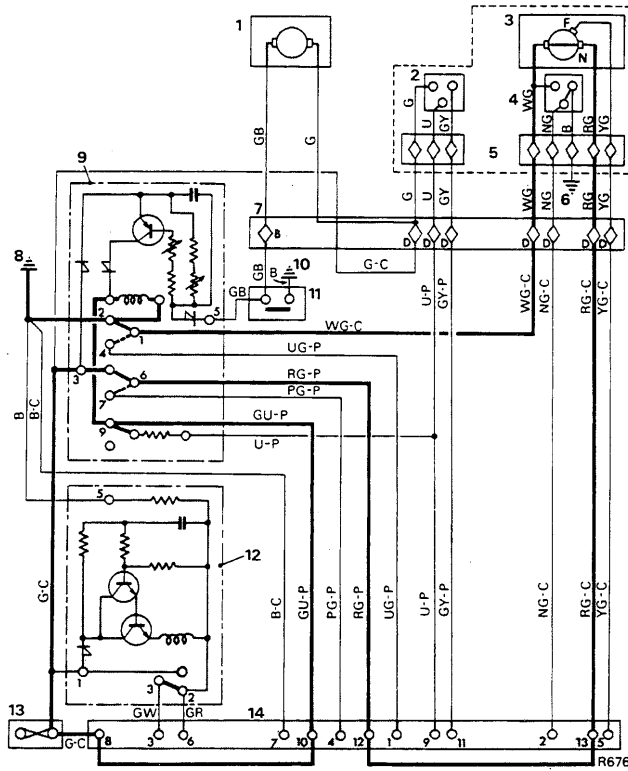 1
3
F
N
2
4
G
U
GY
WG
NG
B
RG
YG
GB
G
5
6
9
7
B
G
U
GY
WG
NG
RG
YG
D
D
D
D
D
D
D
8
10
B
11
GB
GB
G-C
5
2
1
4
3
6
7
9
WG-C
UG-P
RG-P
PG-P
GU-P
U-P
U-P
GY-P
WG-C
NG-C
RG-C
YG-C
B
B-C
5
12
G-C
1
3
2
GW
GR
B-C
GU-P
PG-P
RG-P
UG-P
U-P
GY-P
NG-C
RG-C
YG-C
13
14
G-C
8
3
6
7
10
4
12
1
9
11
2
13
5
R676